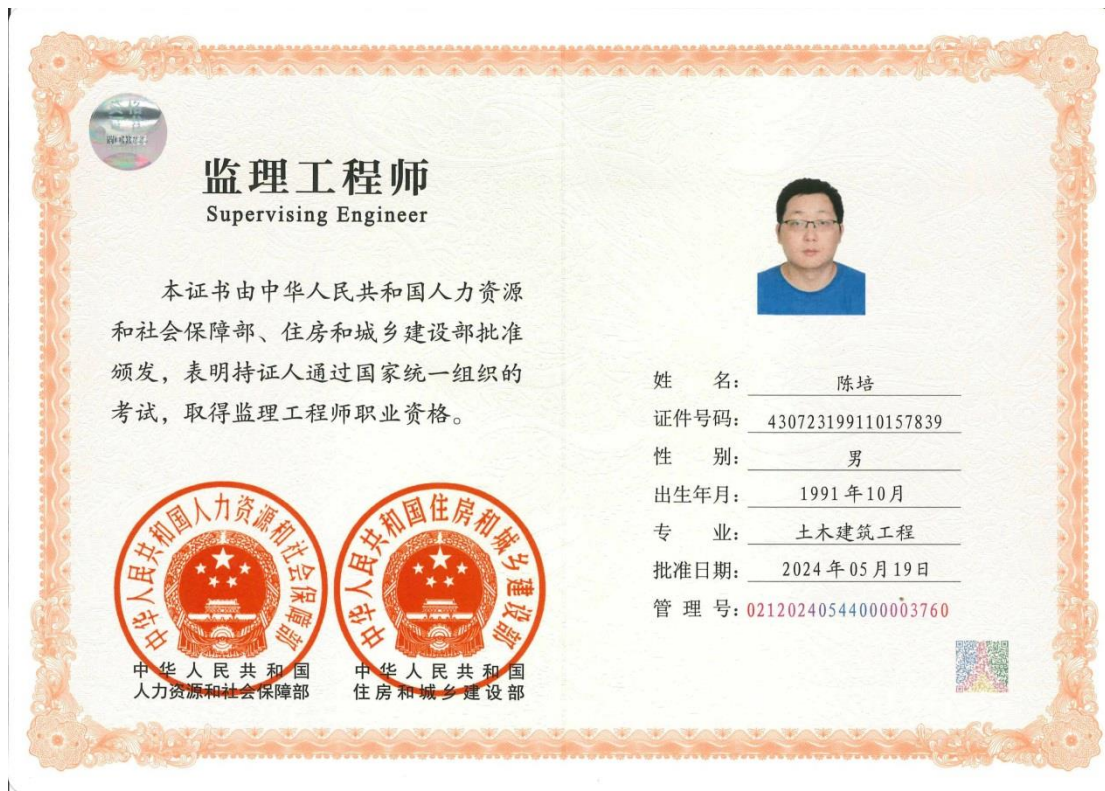 监理工程师
Supervising Engineer
本证书由中华人民共和国人力资源
和社会保障部、住房和城乡建设部批准
颁发，表明持证人通过国家统一组织的
考试，取得监理工程师职业资格。
中华人民共和国人力资源和社会保障部
中华人民共和国
人力资源和社会保障部
中华人民共和国住房和城乡建设部
中华人民共和国
住房和城乡建设部
姓 名： 陈培
证件号码： 430723199110157839
性 别： 男
出生年月： 1991年10月
专 业： 土木建筑工程
批准日期： 2024年05月19日
管 理 号：02120240544000003760